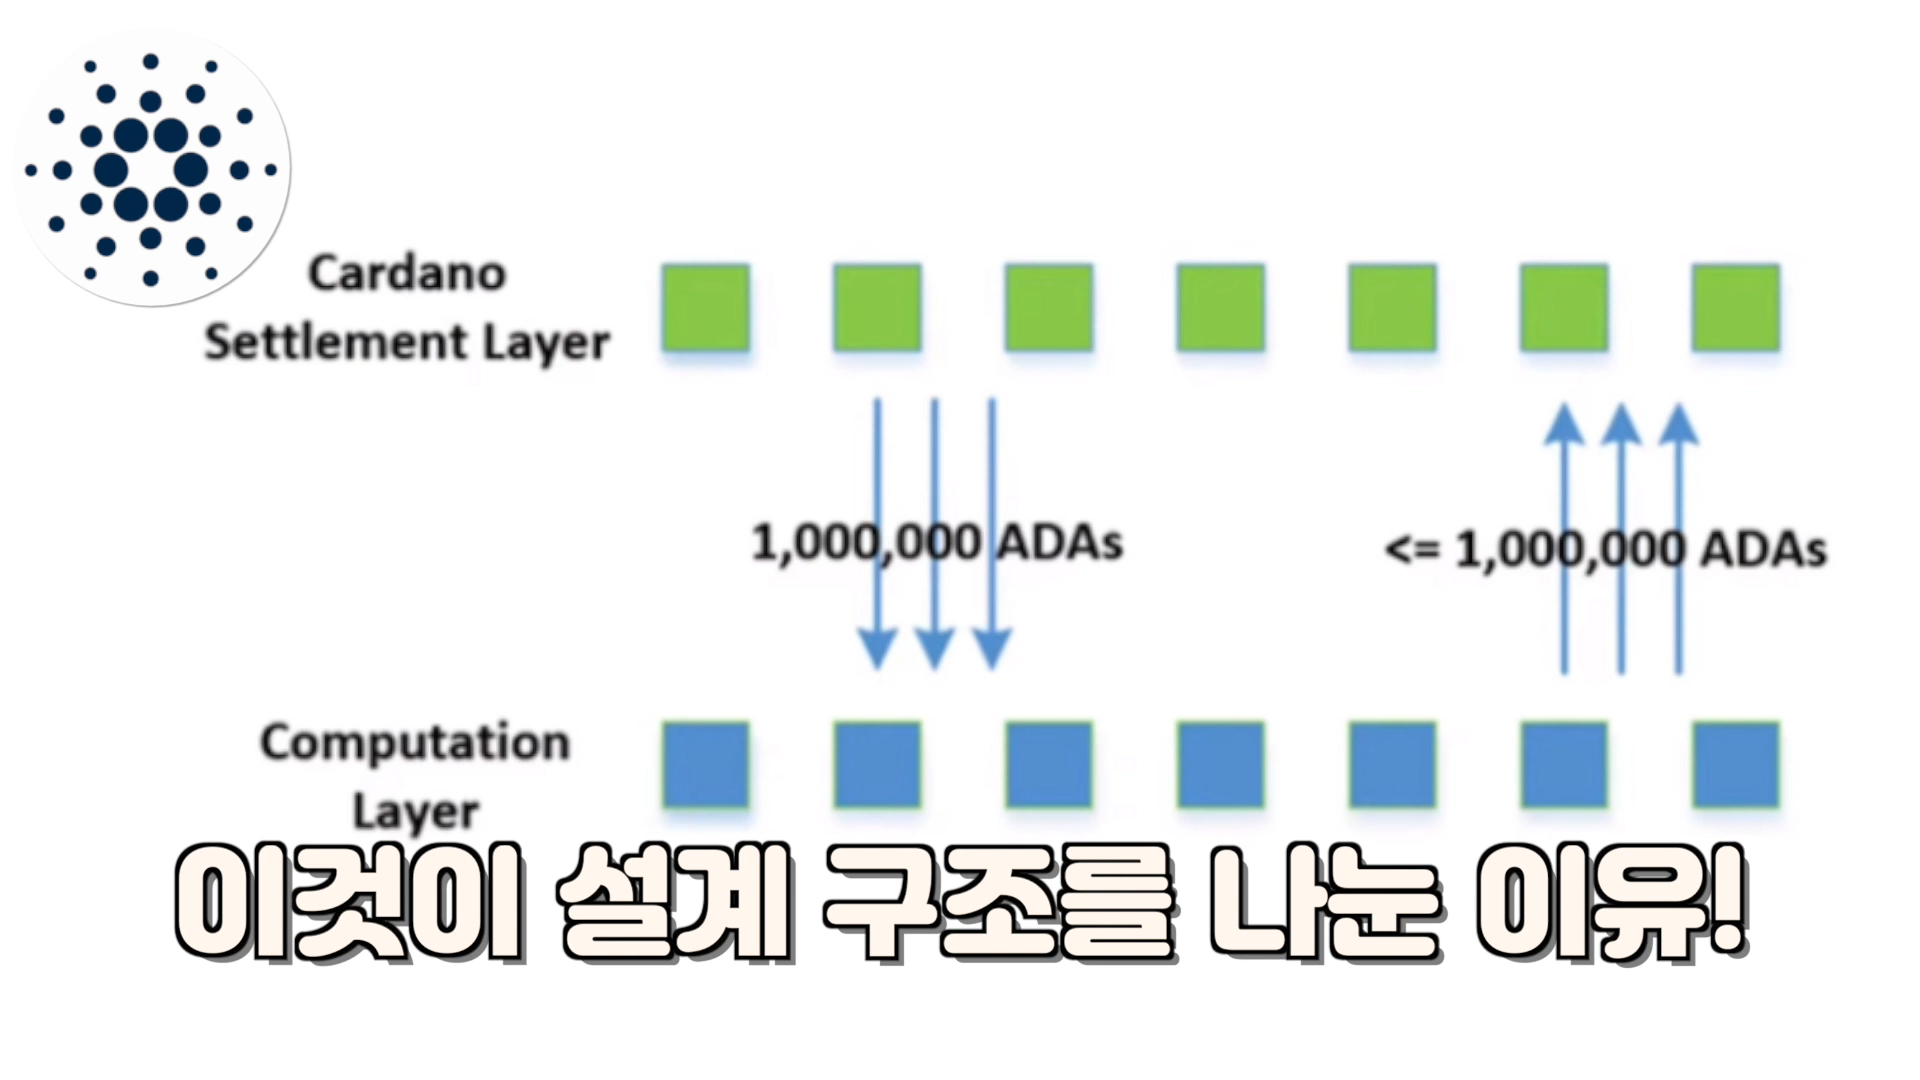 Cardano
Settlement Layer
1,000,000 ADAs
<= 1,000,000 ADAs
Computation
Layer
이것이 설계 구조를 나눈 이유!